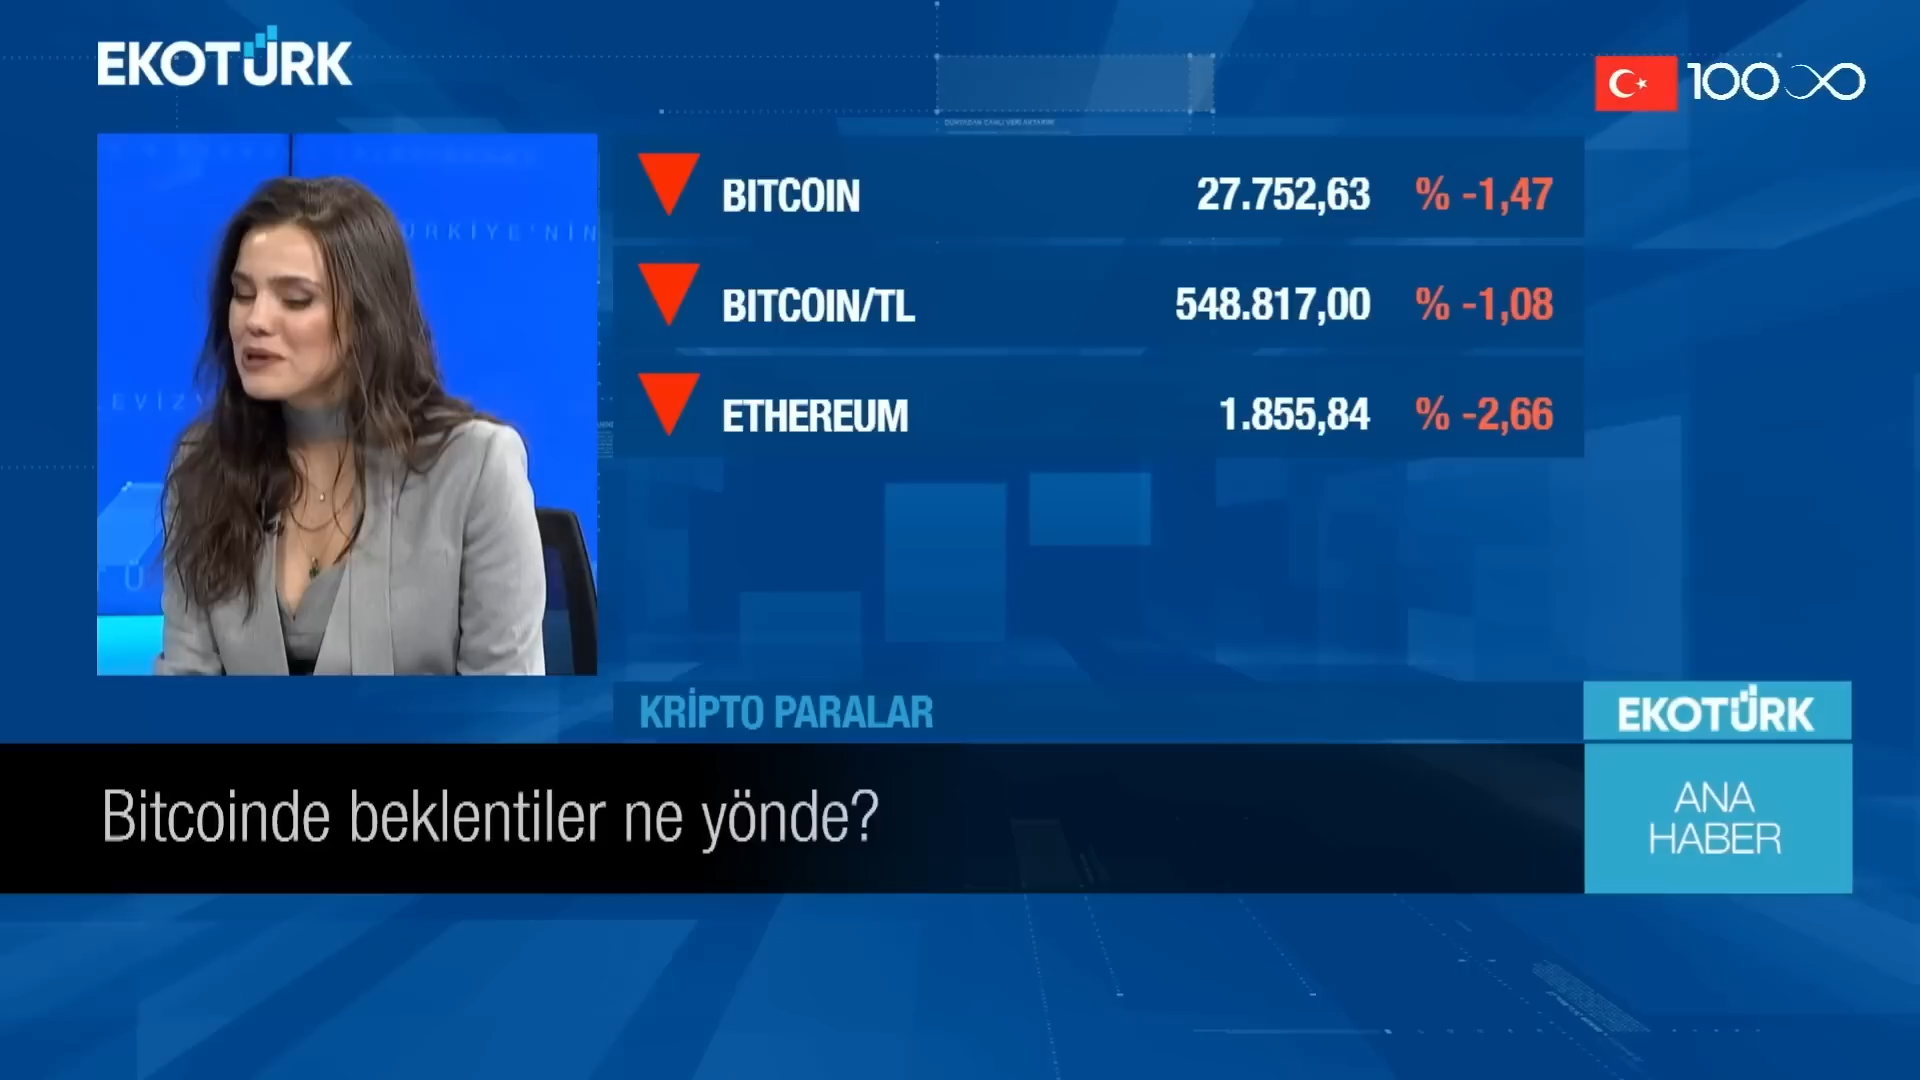 EKOTÜRK
100
BITCOIN 27.752,63 % -1,47
BITCOIN/TL 548.817,00 % -1,08
ETHEREUM 1.855,84 % -2,66
KRİPTO PARALAR
EKOTÜRK
Bitcoinde beklentiler ne yönde?
ANA
HABER